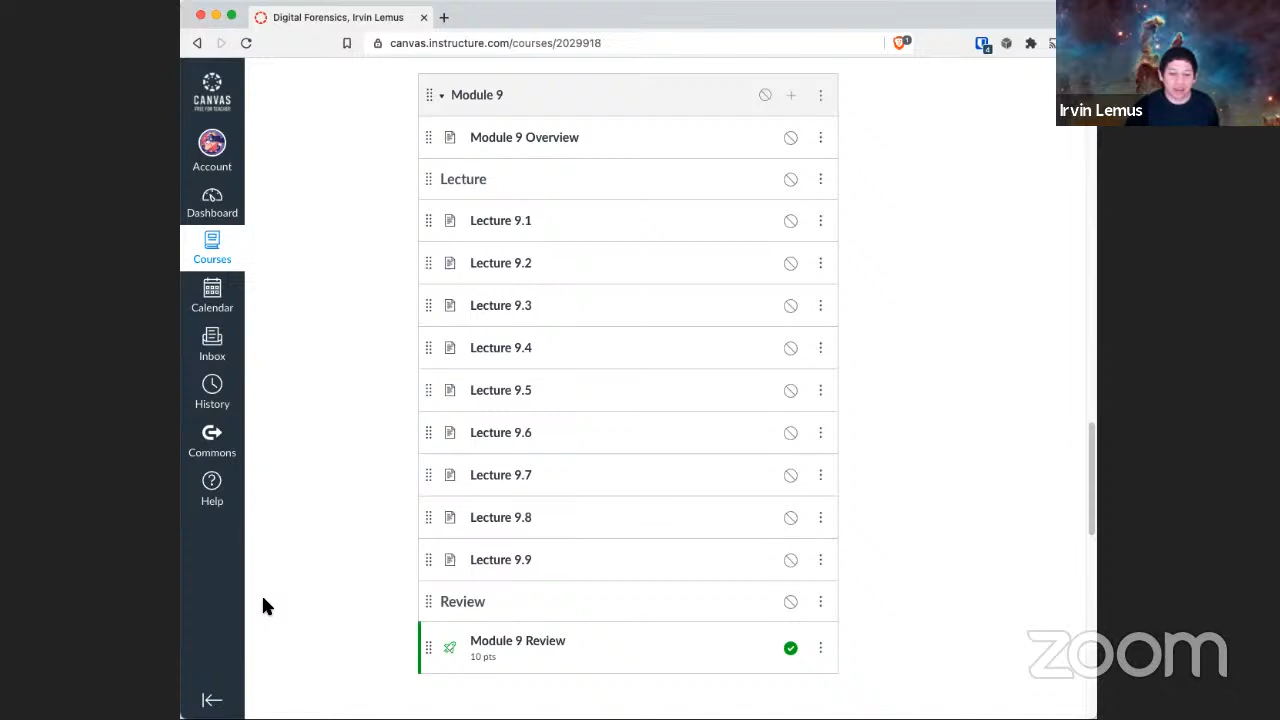 Digital Forensics, Irvin Lemus
canvas.instructure.com/courses/2029918
1
4
Irvin Lemus
CANVAS
FREE FOR TEACHER
Account
Dashboard
Courses
Calendar
Inbox
History
Commons
Help
Module 9
Module 9 Overview
Lecture
Lecture 9.1
Lecture 9.2
Lecture 9.3
Lecture 9.4
Lecture 9.5
Lecture 9.6
Lecture 9.7
Lecture 9.8
Lecture 9.9
Review
Module 9 Review
10 pts
zoom